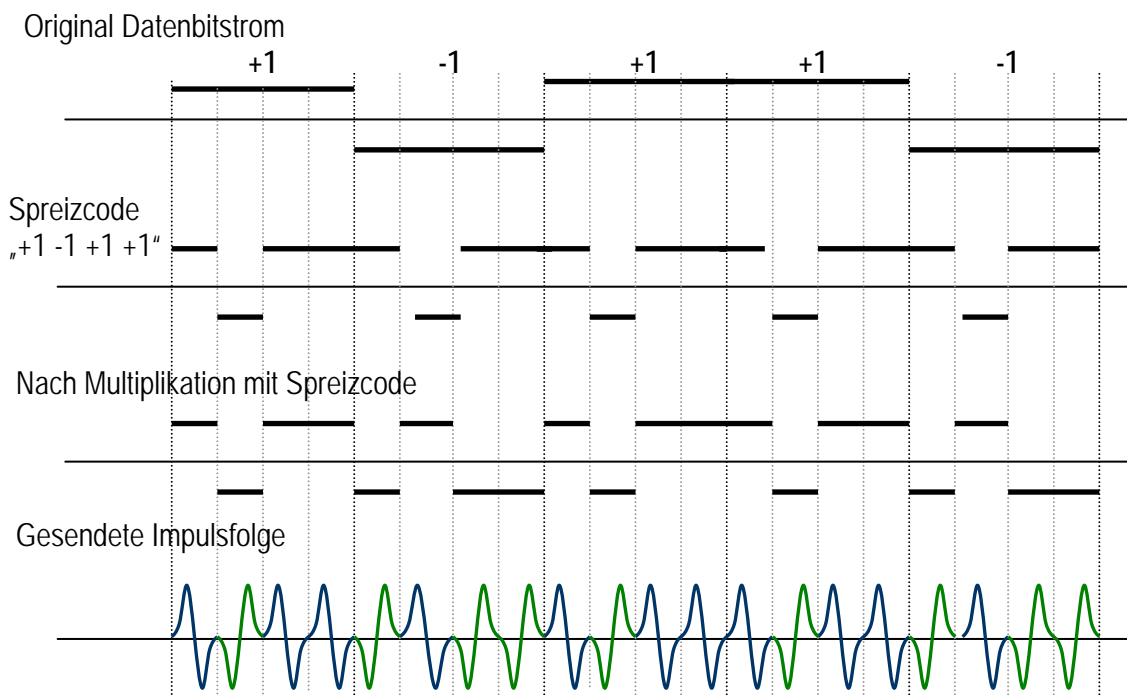 Original Datenbitstrom
+1 -1 +1 +1 -1
Spreizcode
„+1 -1 +1 +1“
Nach Multiplikation mit Spreizcode
Gesendete Impulsfolge